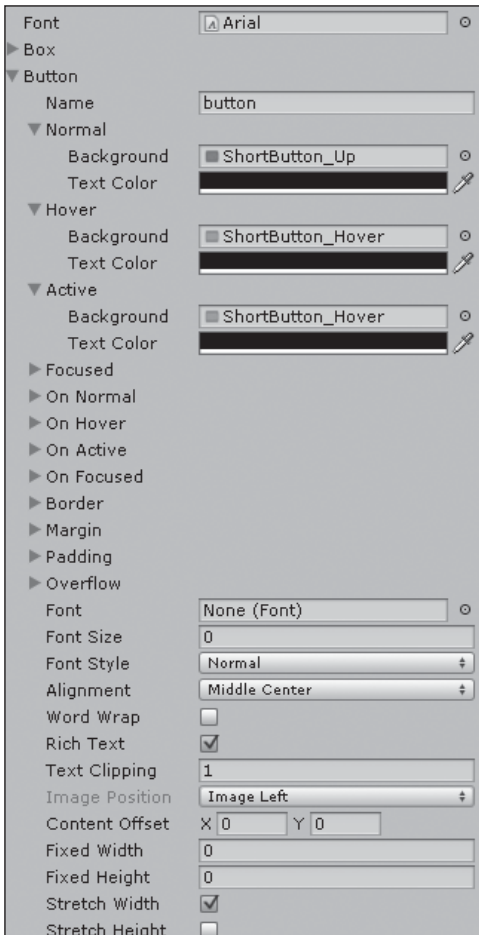 Font Arial
Box
Button
Name button
Normal
Background ShortButton_Up
Text Color
Hover
Background ShortButton_Hover
Text Color
Active
Background ShortButton_Hover
Text Color
Focused
On Normal
On Hover
On Active
On Focused
Border
Margin
Padding
Overflow
Font None (Font)
Font Size 0
Font Style Normal
Alignment Middle Center
Word Wrap
Rich Text
Text Clipping 1
Image Position Image Left
Content Offset X 0 Y 0
Fixed Width 0
Fixed Height 0
Stretch Width
Stretch Height